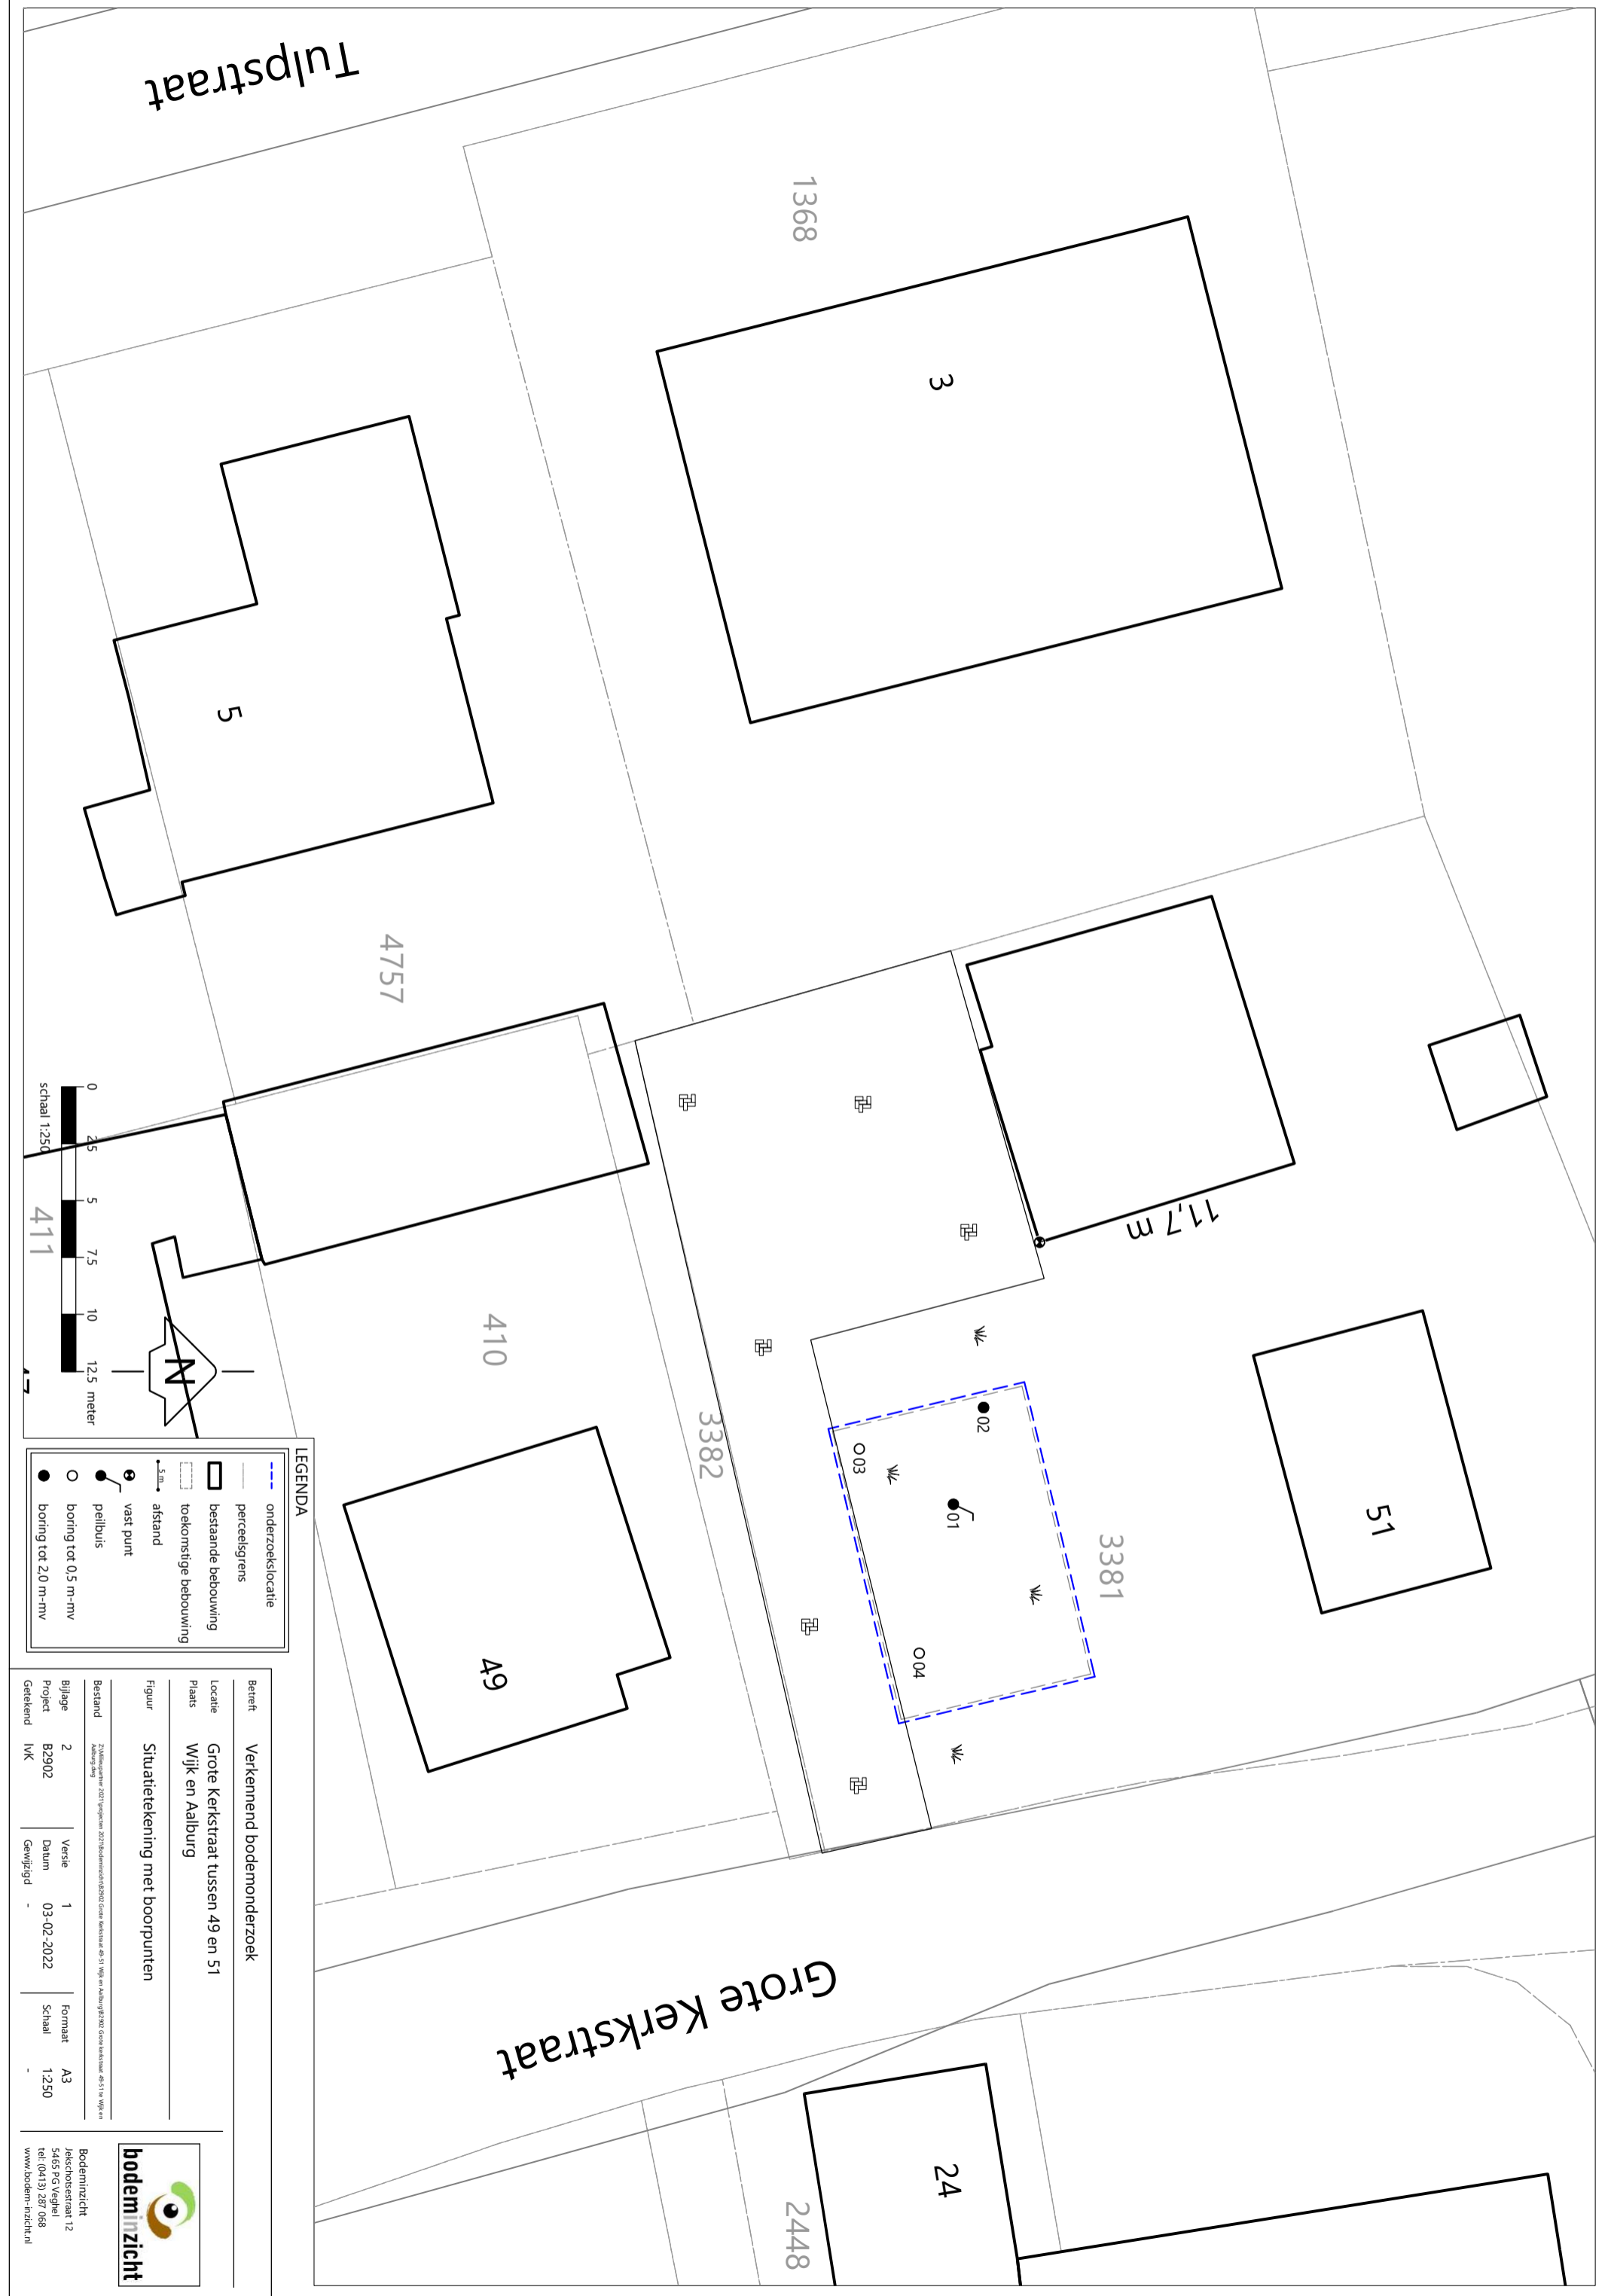 Tulpstraat
1368
3
5
4757
11,7 m
51
410
3382
3381
02
03
01
04
49
411
Grote Kerkstraat
24
2448
0
2.5
5
7.5
10
12.5 meter
schaal 1:250
N
LEGENDA
onderzoekslocatie
perceelsgrens
bestaande bebouwing
toekomstige bebouwing
5 m
afstand
vast punt
peilbuis
boring tot 0,5 m-mv
boring tot 2,0 m-mv
Betreft Verkennend bodemonderzoek
Locatie Grote Kerkstraat tussen 49 en 51
Plaats Wijk en Aalburg
Figuur Situatietekening met boorpunten
Bestand
Aalburg.dwg
Bijlage 2 Versie 1 Formaat A3
Project B2902 Datum 03-02-2022 Schaal 1:250
Getekend IvK Gewijzigd - -
bodeminzicht
Bodeminzicht
Jekschotsestraat 12
5465 PG Veghel
tel: (0413) 287 068
www.bodem-inzicht.nl